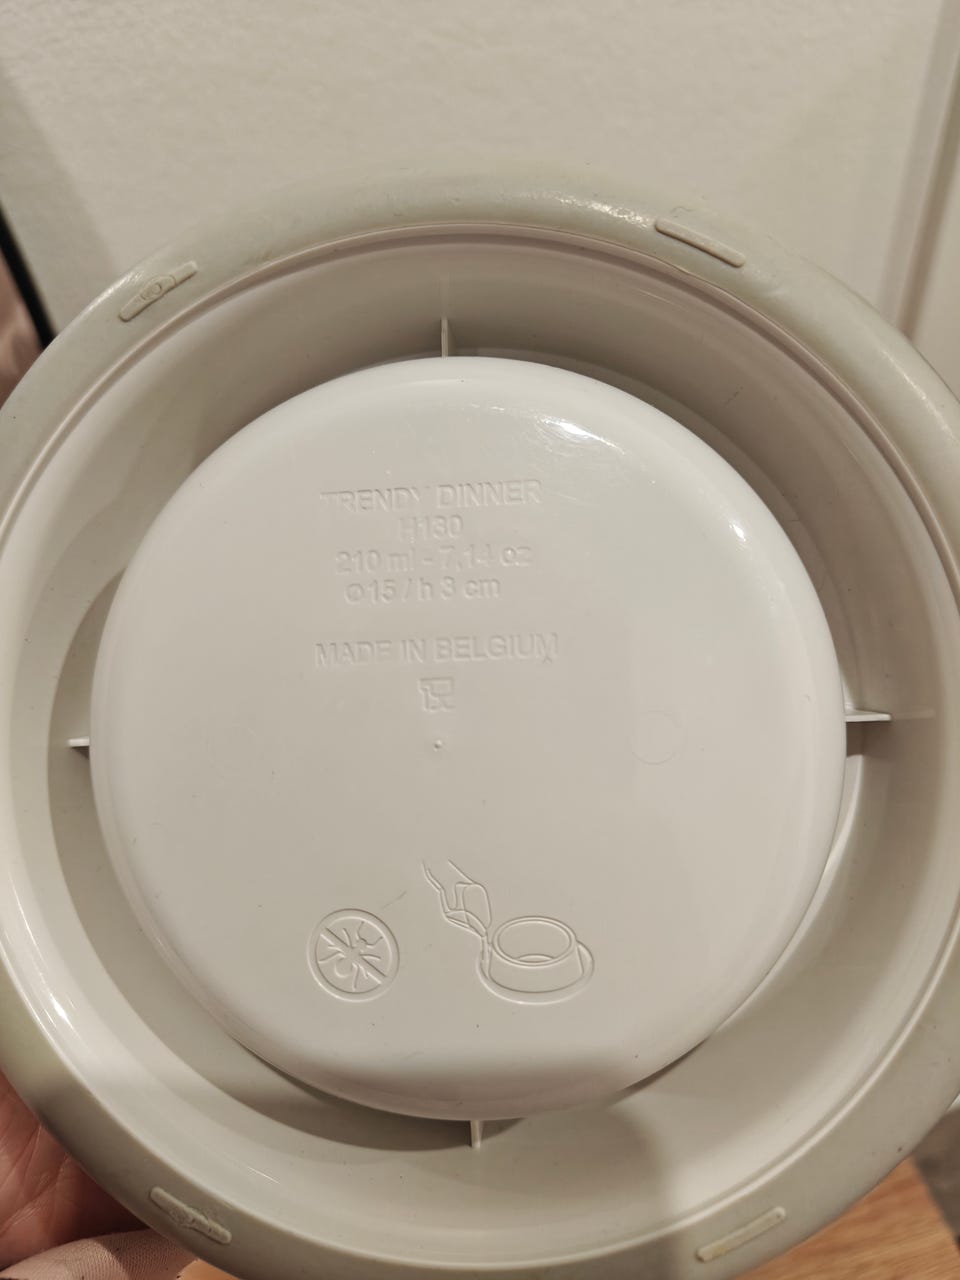 TRENDY DINNER
H130
210 ml - 7,14 oz
Ø15 / h 3 cm
MADE IN BELGIUM